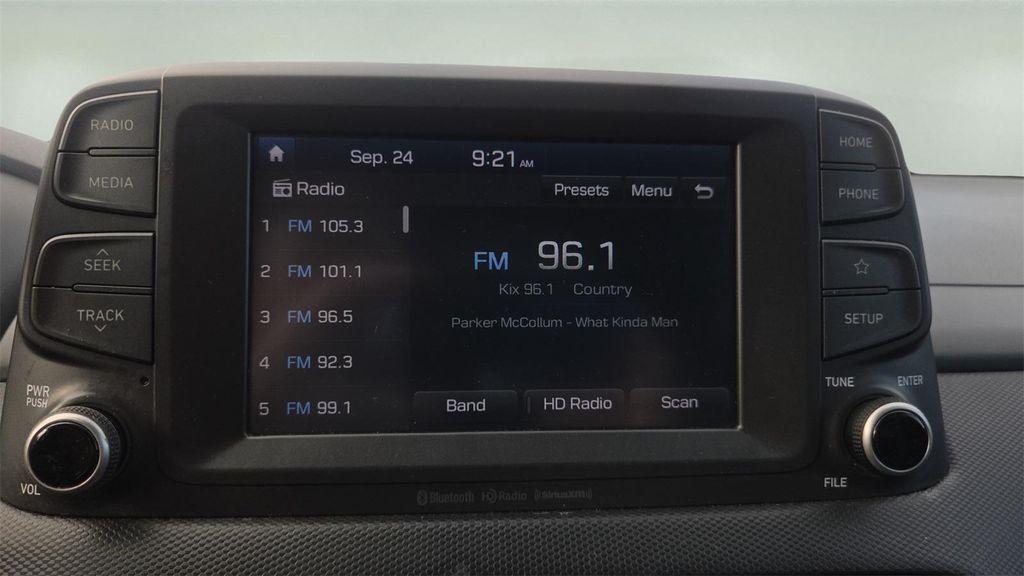 RADIO
MEDIA
SEEK
TRACK
PWR
PUSH
VOL
Sep. 24 9:21 AM
Radio Presets Menu
1 FM 105.3
2 FM 101.1
3 FM 96.5
4 FM 92.3
5 FM 99.1
FM 96.1
Kix 96.1 Country
Parker McCollum - What Kinda Man
Band HD Radio Scan
HOME
PHONE
SETUP
TUNE ENTER
FILE
Bluetooth HD Radio ((SiriusXM))